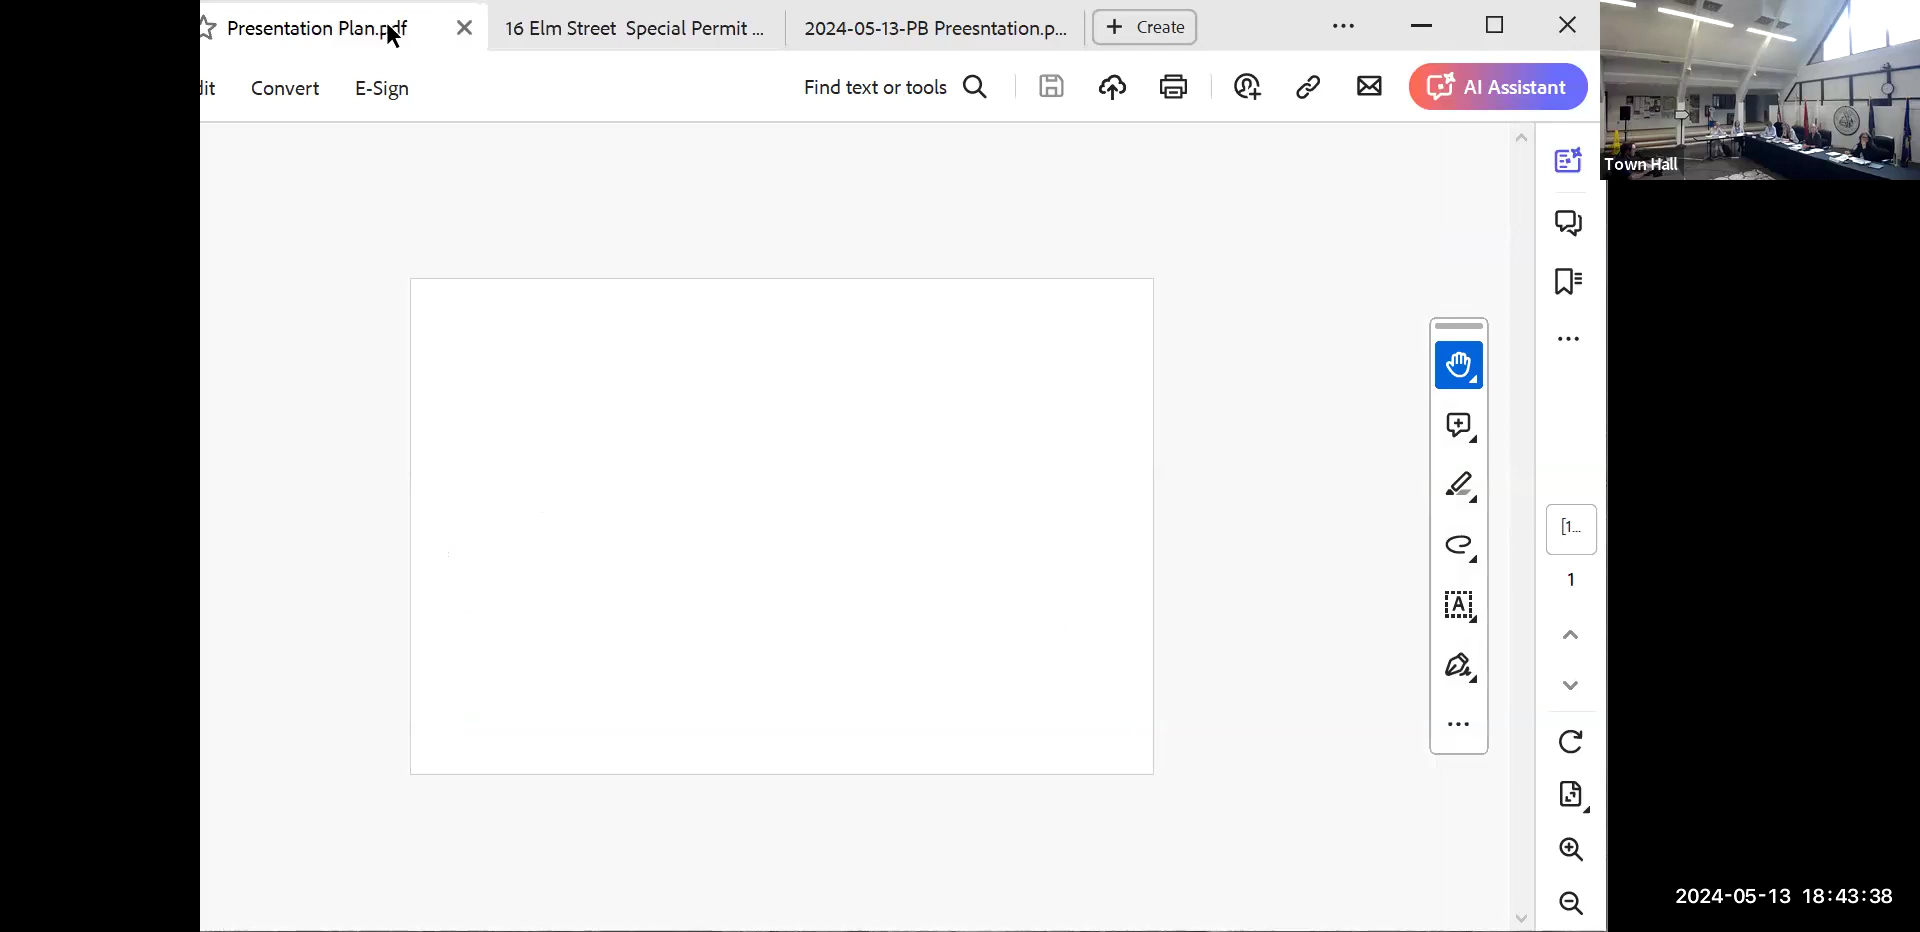 Presentation Plan.pdf
16 Elm Street Special Permit ...
2024-05-13-PB Preesntation.p...
+ Create
dit
Convert
E-Sign
Find text or tools
AI Assistant
Town Hall
A
[1...
1
2024-05-13 18:43:38